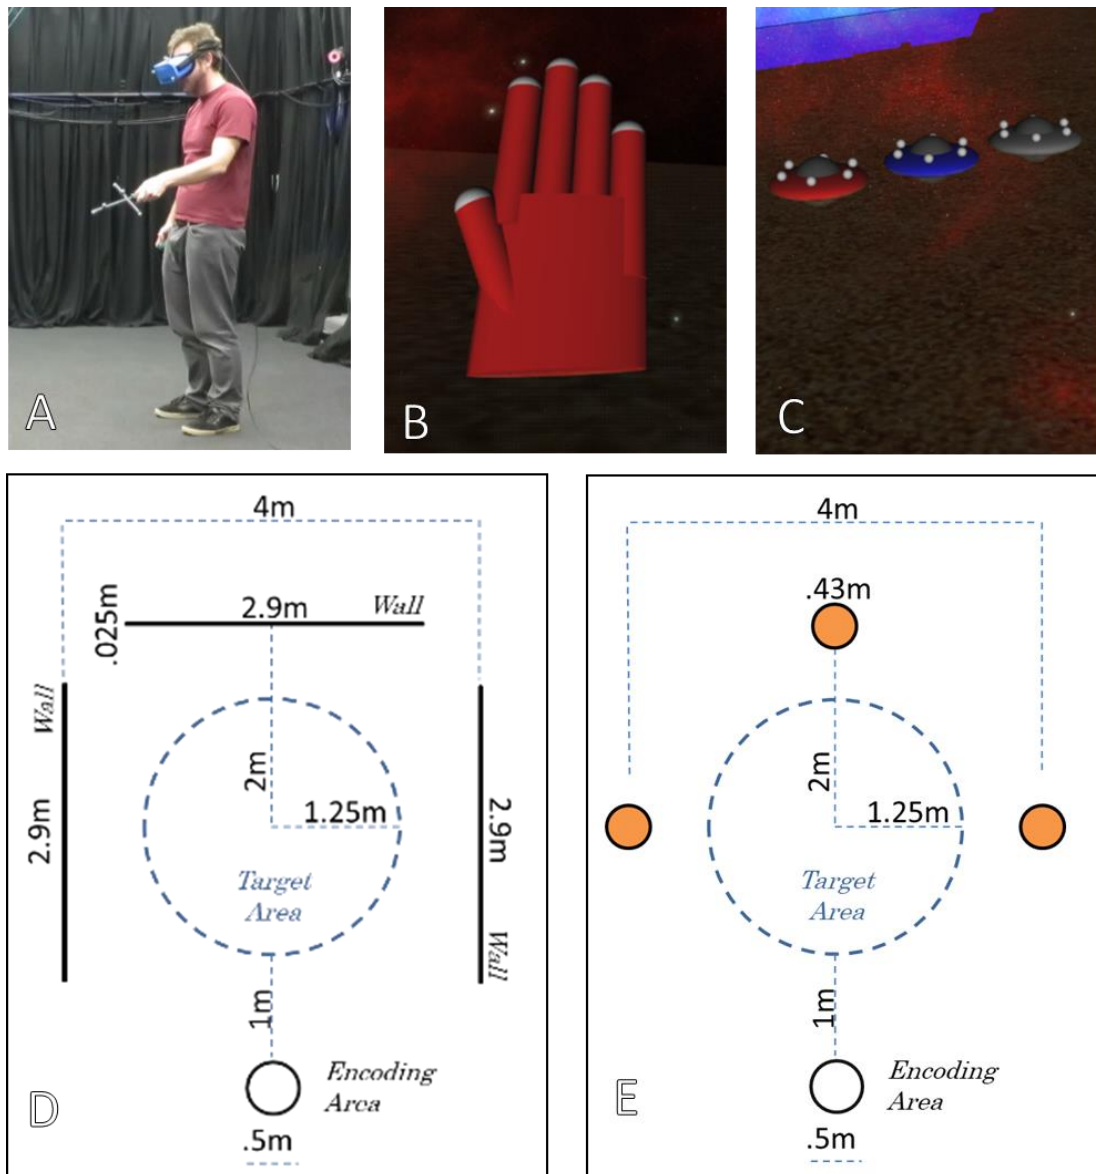 A
B
C
4m
.025m
2.9m
Wall
Wall
2.9m
2m
1.25m
2.9m
Target
Area
Wall
1m
Encoding
Area
D
.5m
4m
.43m
2m
1.25m
Target
Area
1m
Encoding
Area
E
.5m